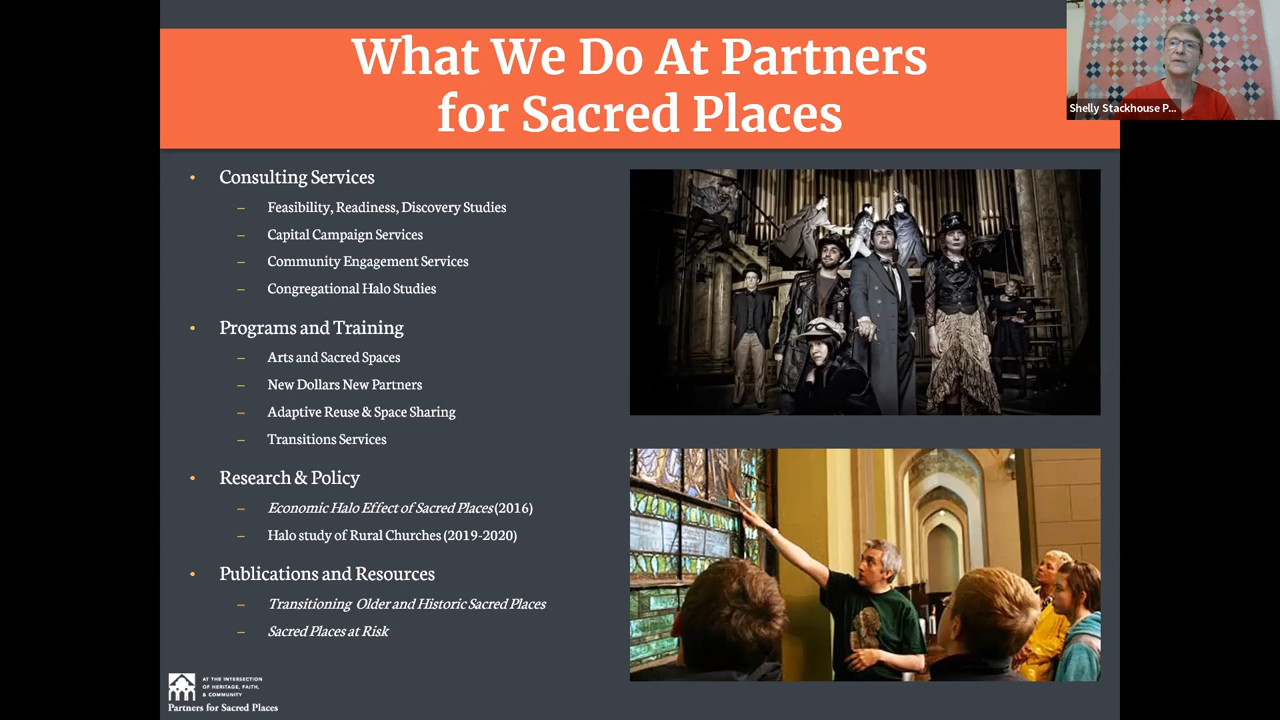 What We Do At Partners
for Sacred Places
Shelly Stackhouse P...
• Consulting Services
– Feasibility, Readiness, Discovery Studies
– Capital Campaign Services
– Community Engagement Services
– Congregational Halo Studies
• Programs and Training
– Arts and Sacred Spaces
– New Dollars New Partners
– Adaptive Reuse & Space Sharing
– Transitions Services
• Research & Policy
– Economic Halo Effect of Sacred Places (2016)
– Halo study of Rural Churches (2019-2020)
• Publications and Resources
– Transitioning Older and Historic Sacred Places
– Sacred Places at Risk
AT THE INTERSECTION
OF HERITAGE, FAITH,
& COMMUNITY
Partners for Sacred Places